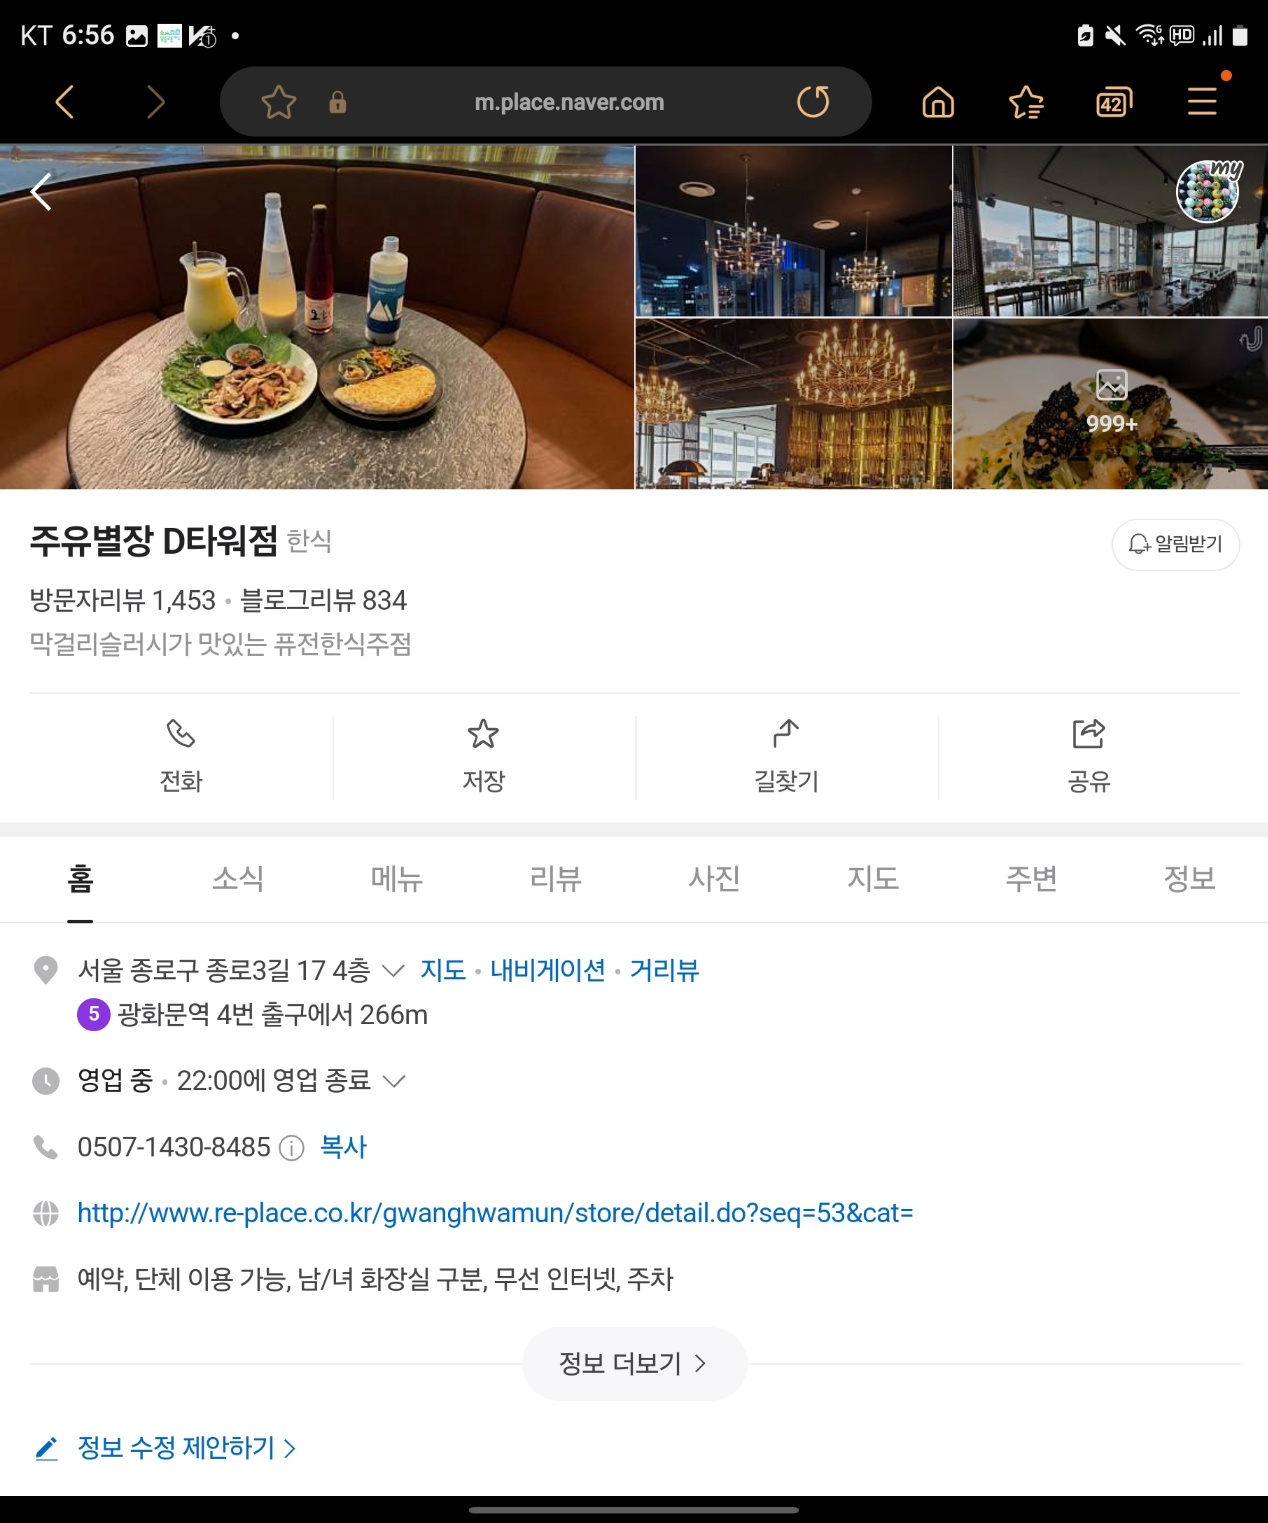 KT 6:56
HD
m.place.naver.com
42
my
999+
주유별장 D타워점 한식
알림받기
방문자리뷰 1,453 • 블로그리뷰 834
막걸리슬러시가 맛있는 퓨전한식주점
전화 저장 길찾기 공유
홈 소식 메뉴 리뷰 사진 지도 주변 정보
서울 종로구 종로3길 17 4층 지도 • 내비게이션 • 거리뷰
5 광화문역 4번 출구에서 266m
영업 중 • 22:00에 영업 종료
0507-1430-8485 복사
http://www.re-place.co.kr/gwanghwamun/store/detail.do?seq=53&cat=
예약, 단체 이용 가능, 남/녀 화장실 구분, 무선 인터넷, 주차
정보 더보기
정보 수정 제안하기